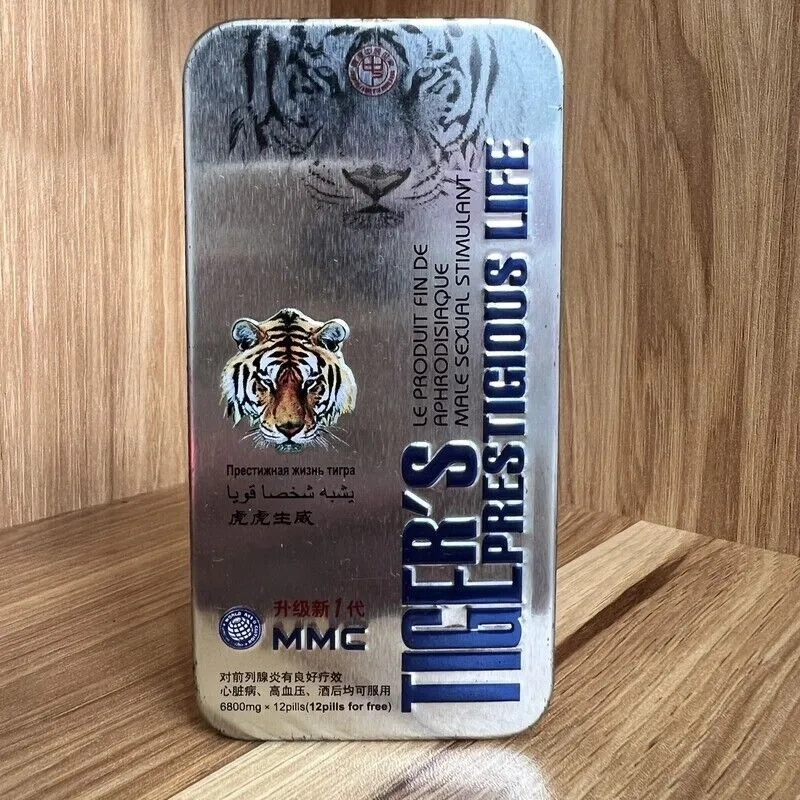 LE PRODUIT FIN DE
APHRODISIAQUE
MALE SEXUAL STIMULANT
TIGER'S
PRESTIGIOUS LIFE
Престижная жизнь тигра
يشبه شخصا قويا
虎虎生威
升级新1代
MMC
对前列腺炎有良好疗效
心脏病、高血压、酒后均可服用
6800mg × 12pills(12pills for free)